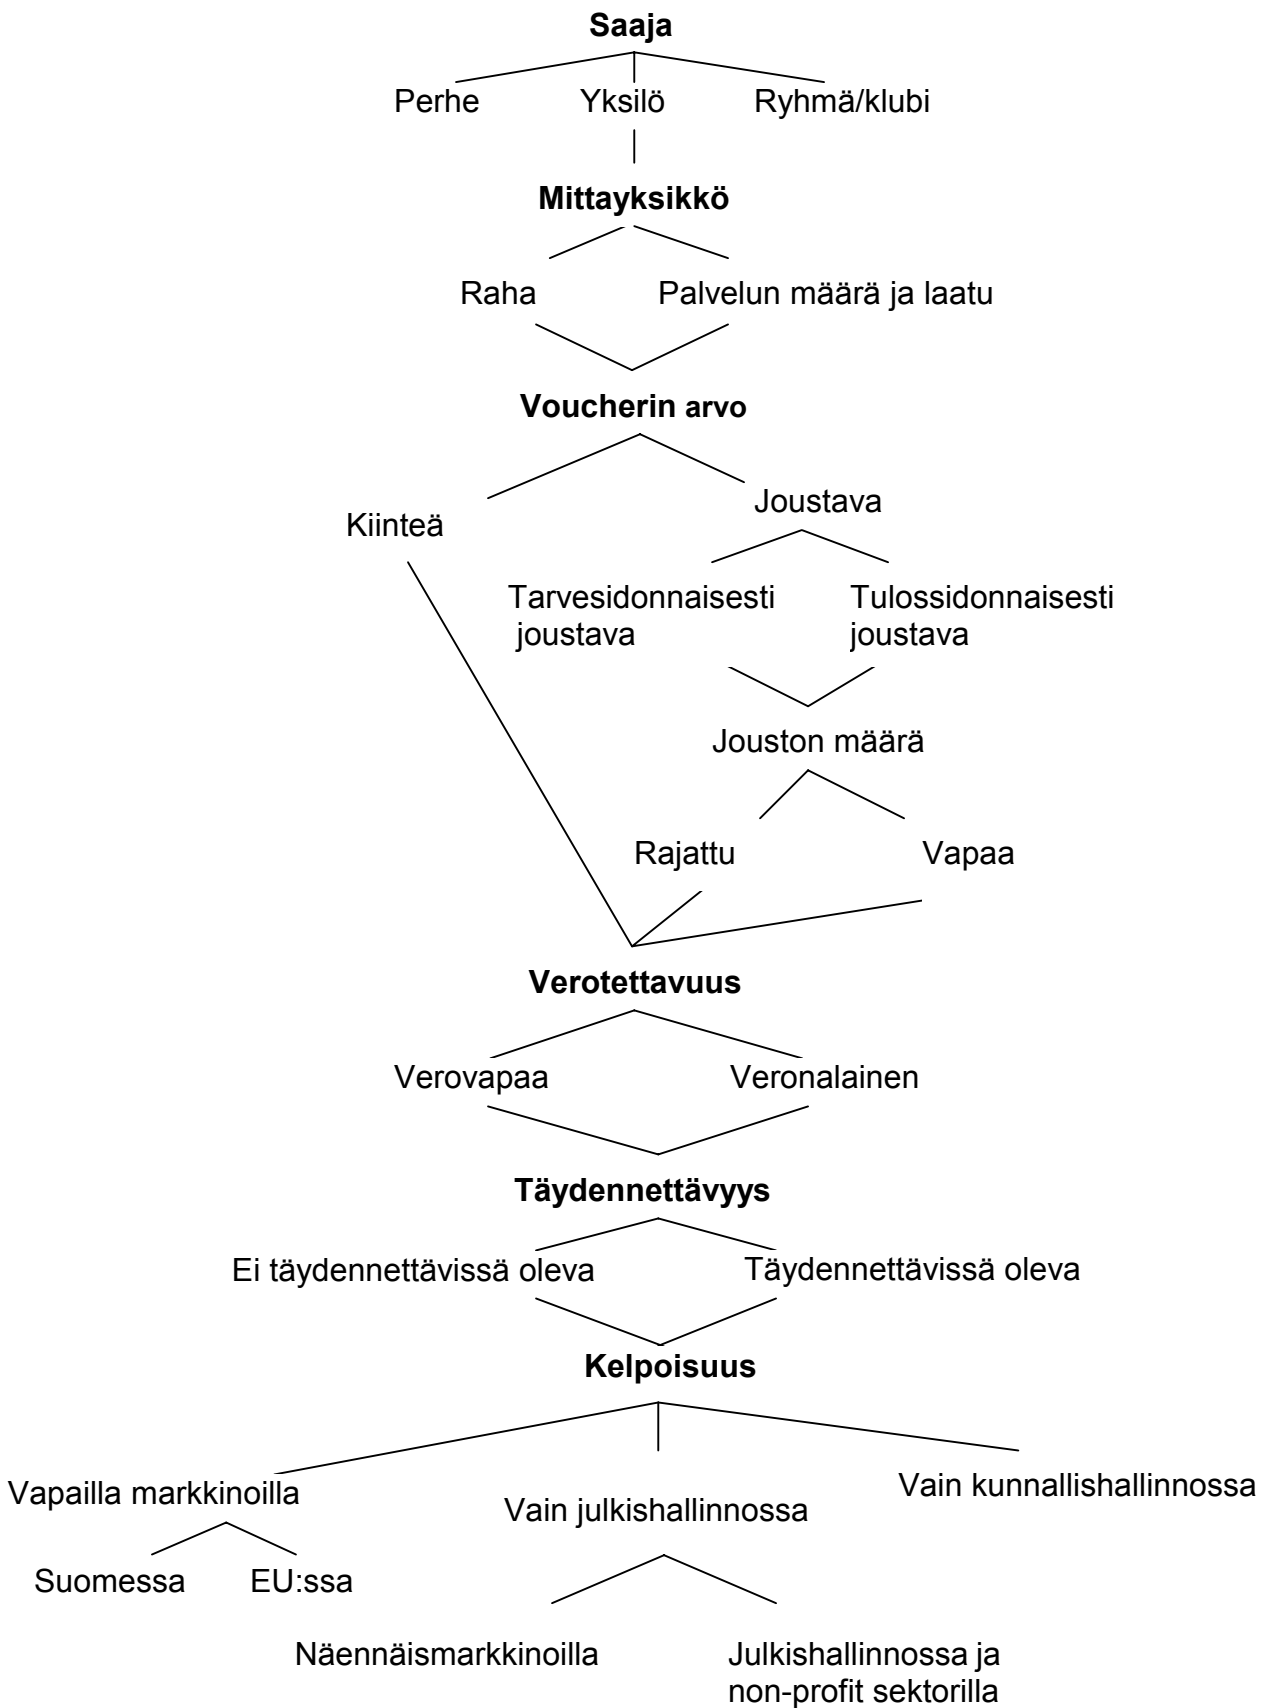 Saaja
Perhe
Yksilö
Ryhmä/klubi
Mittayksikkö
Raha
Palvelun määrä ja laatu
Voucherin arvo
Kiinteä
Joustava
Tarvesidonnaisesti
joustava
Tulossidonnaisesti
joustava
Jouston määrä
Rajattu
Vapaa
Verotettavuus
Verovapaa
Veronalainen
Täydennettävyys
Ei täydennettävissä oleva
Täydennettävissä oleva
Kelpoisuus
Vapailla markkinoilla
Vain julkishallinnossa
Vain kunnallishallinnossa
Suomessa
EU:ssa
Näennäismarkkinoilla
Julkishallinnossa ja
non-profit sektorilla